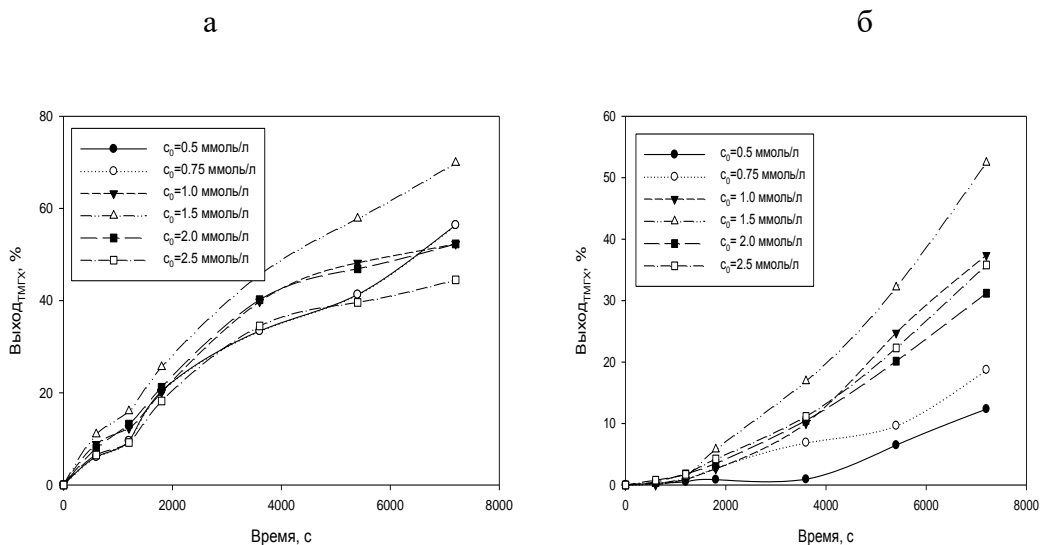 а
80
60
40
20
0
Выход_ТМГХ, %
c₀=0.5 ммоль/л
c₀=0.75 ммоль/л
c₀=1.0 ммоль/л
c₀=1.5 ммоль/л
c₀=2.0 ммоль/л
c₀=2.5 ммоль/л
0 2000 4000 6000 8000
Время, с
б
60
50
40
30
20
10
0
Выход_ТМГХ, %
c₀=0.5 ммоль/л
c₀=0.75 ммоль/л
c₀= 1.0 ммоль/л
c₀= 1.5 ммоль/л
c₀= 2.0 ммоль/л
c₀=2.5 ммоль/л
0 2000 4000 6000 8000
Время, с